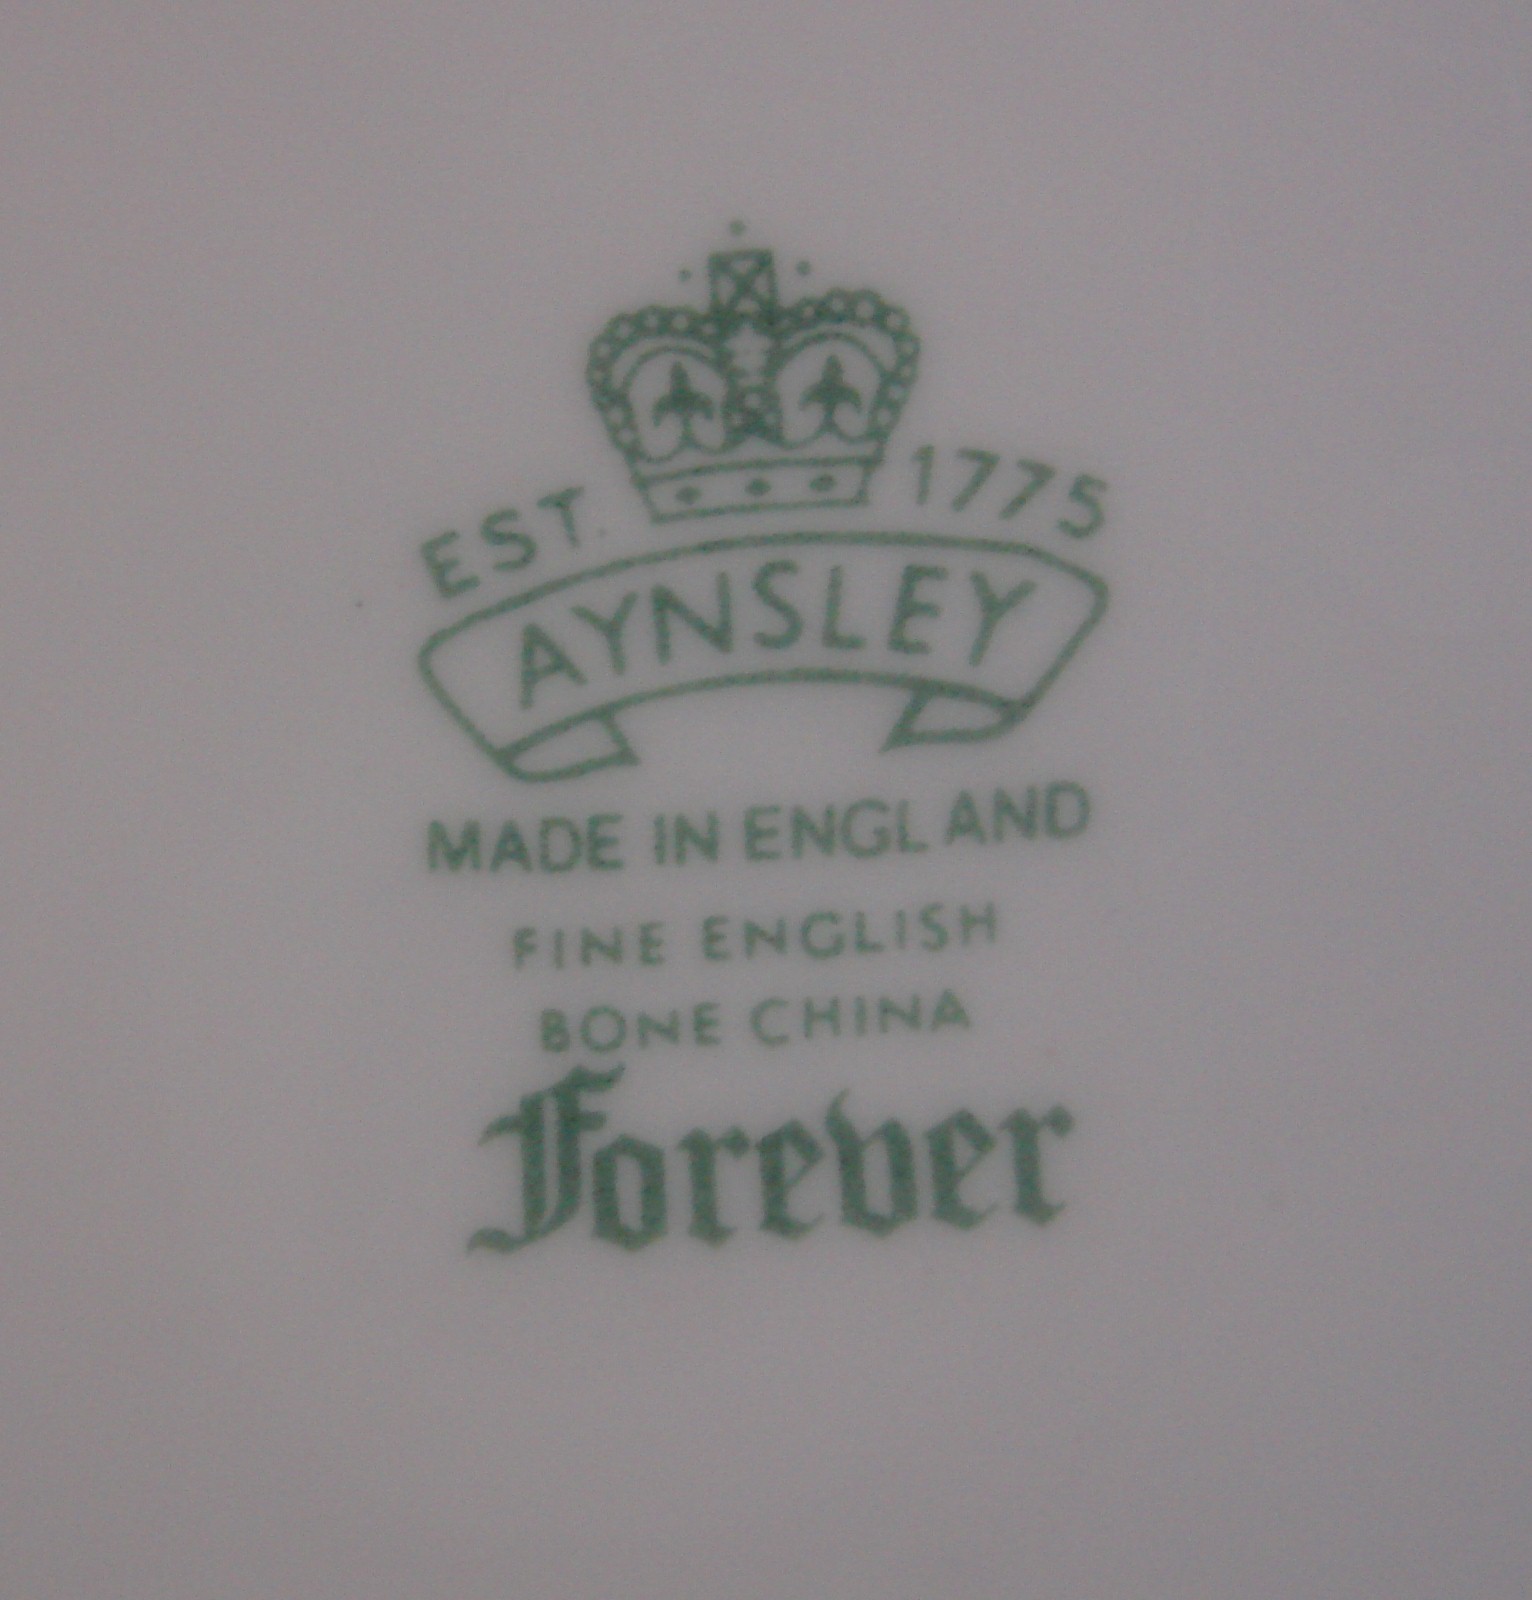 EST. 1775
AYNSLEY
MADE IN ENGLAND
FINE ENGLISH
BONE CHINA
Forever